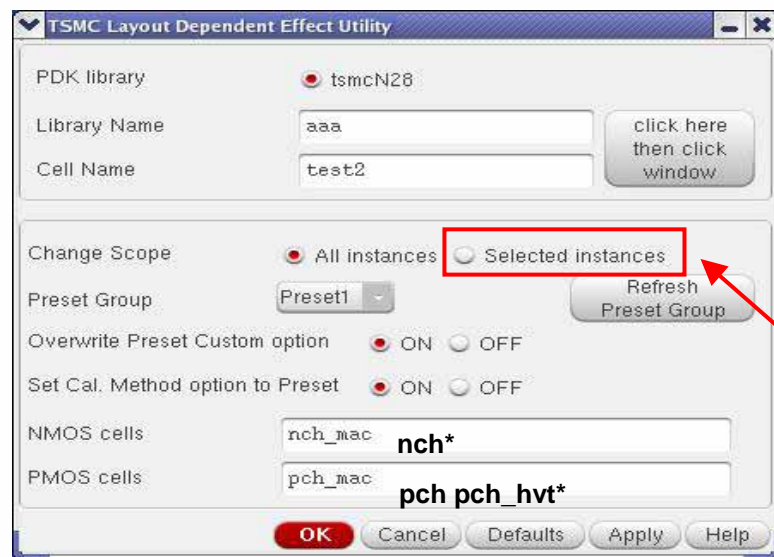 TSMC Layout Dependent Effect Utility
PDK library
tsmcN28
Library Name
aaa
Cell Name
test2
click here
then click
window
Change Scope
All instances
Selected instances
Preset Group
Preset1
Refresh
Preset Group
Overwrite Preset Custom option
ON
OFF
Set Cal. Method option to Preset
ON
OFF
NMOS cells
nch_mac
nch*
PMOS cells
pch_mac
pch pch_hvt*
OK
Cancel
Defaults
Apply
Help